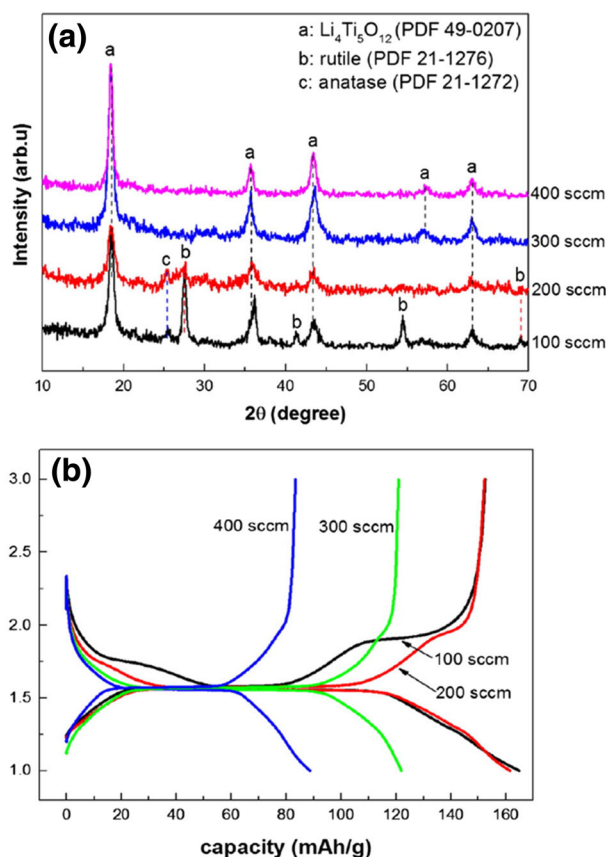 (a)
a: Li₄Ti₅O₁₂ (PDF 49-0207)
b: rutile (PDF 21-1276)
c: anatase (PDF 21-1272)
a
a
a
a
a
400 sccm
300 sccm
c
b
b
200 sccm
b
b
100 sccm
Intensity (arb.u)
10 20 30 40 50 60 70
2θ (degree)
(b)
3.0
400 sccm
300 sccm
2.5
2.0
100 sccm
200 sccm
1.5
1.0
0 20 40 60 80 100 120 140 160
capacity (mAh/g)